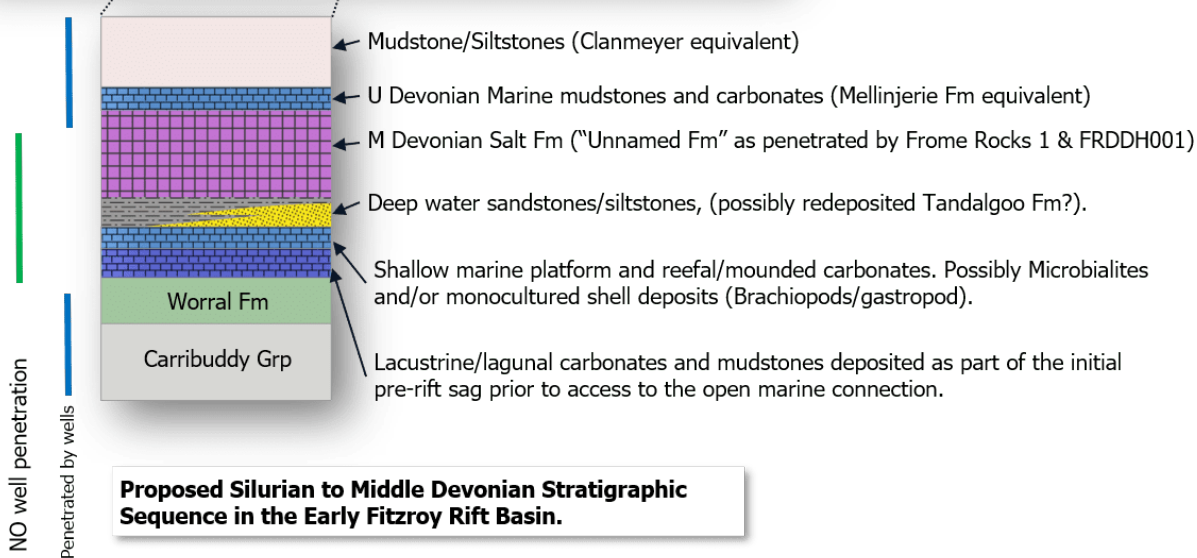 Mudstone/Siltstones (Clanmeyer equivalent)
U Devonian Marine mudstones and carbonates (Mellinjerie Fm equivalent)
M Devonian Salt Fm (“Unnamed Fm” as penetrated by Frome Rocks 1 & FRDDH001)
Deep water sandstones/siltstones, (possibly redeposited Tandalgoo Fm?).
Shallow marine platform and reefal/mounded carbonates. Possibly Microbialites
and/or monocultured shell deposits (Brachiopods/gastropod).
Worral Fm
Carribuddy Grp
Lacustrine/lagunal carbonates and mudstones deposited as part of the initial
pre-rift sag prior to access to the open marine connection.
NO well penetration
Penetrated by wells
Proposed Silurian to Middle Devonian Stratigraphic
Sequence in the Early Fitzroy Rift Basin.